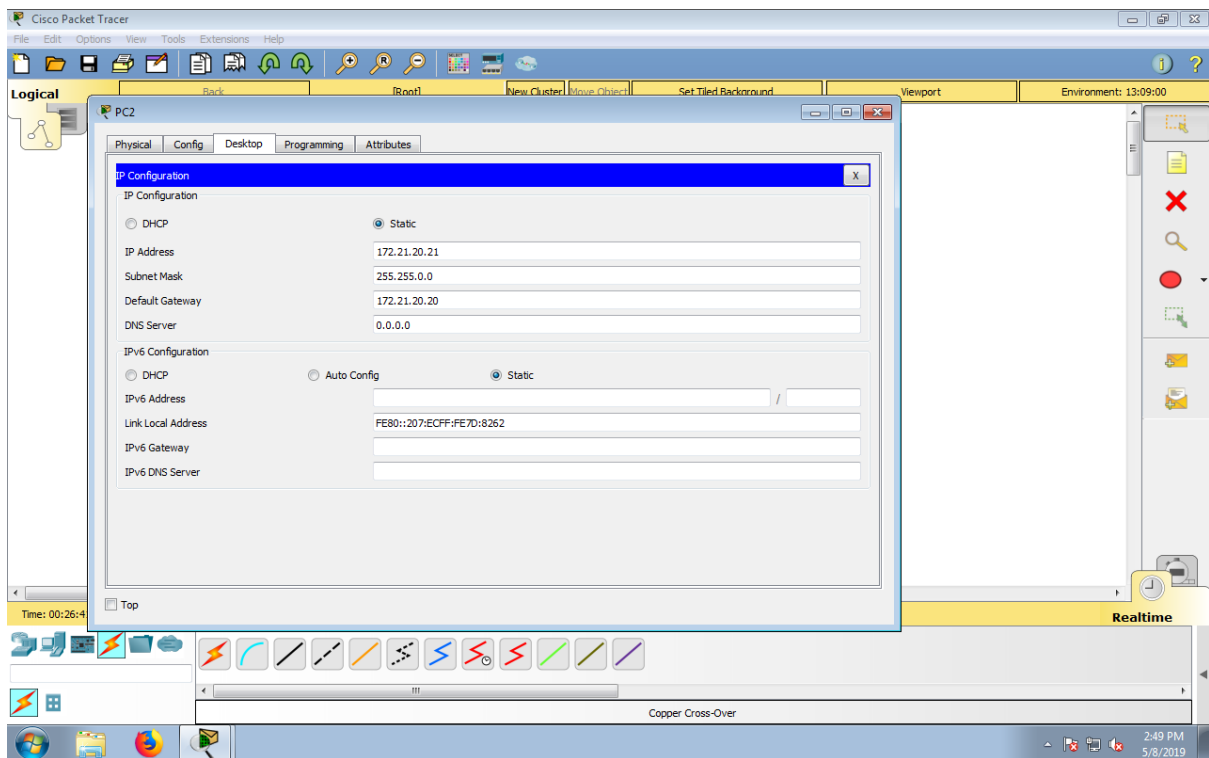 Cisco Packet Tracer
File Edit Options View Tools Extensions Help
Logical Back [Root] New Cluster Move Object Set Tiled Background Viewport Environment: 13:09:00
PC2
Physical Config Desktop Programming Attributes
IP Configuration X
IP Configuration
DHCP Static
IP Address 172.21.20.21
Subnet Mask 255.255.0.0
Default Gateway 172.21.20.20
DNS Server 0.0.0.0
IPv6 Configuration
DHCP Auto Config Static
IPv6 Address /
Link Local Address FE80::207:ECFF:FE7D:8262
IPv6 Gateway
IPv6 DNS Server
Top
Time: 00:26:4
Realtime
Copper Cross-Over
2:49 PM
5/8/2019